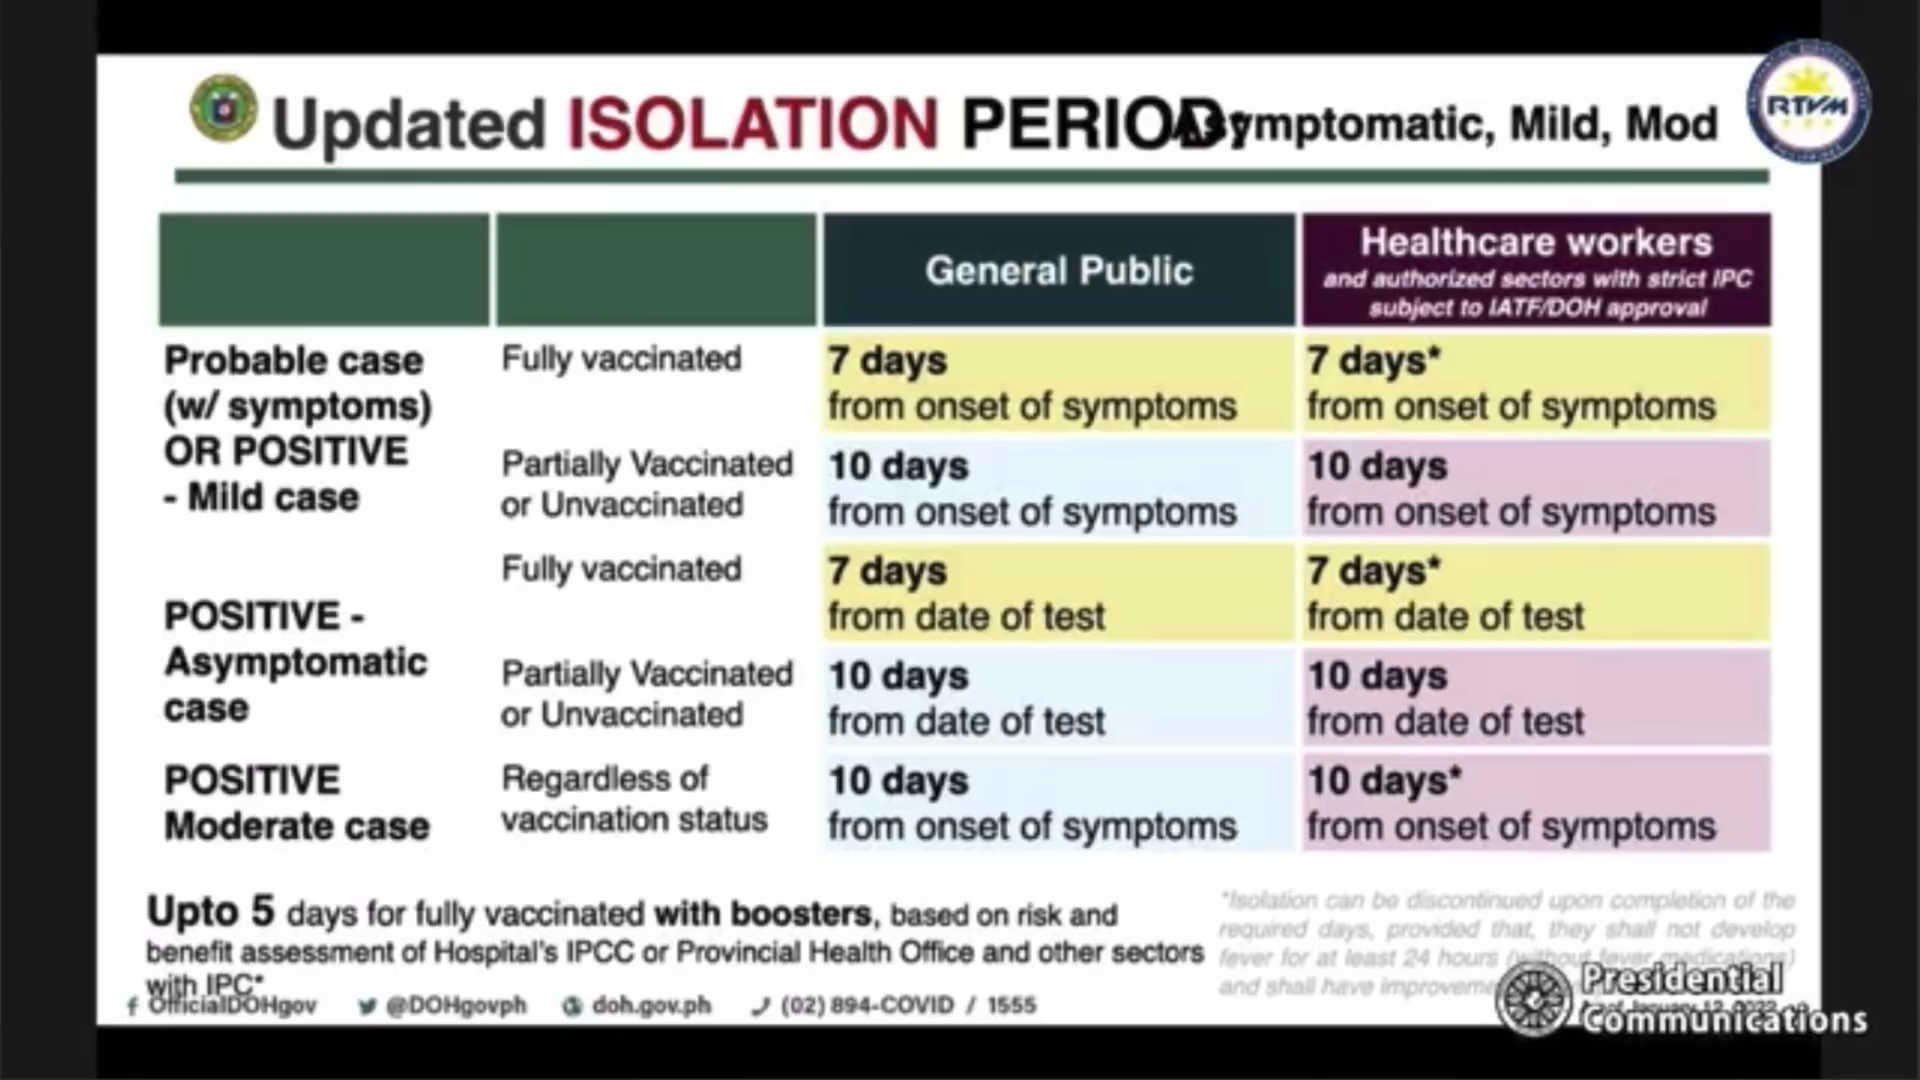 Updated ISOLATION PERIOD*
Asymptomatic, Mild, Mod
RTVM
General Public
Healthcare workers
and authorized sectors with strict IPC
subject to IATF/DOH approval
Probable case
(w/ symptoms)
OR POSITIVE
- Mild case
Fully vaccinated
7 days
from onset of symptoms
7 days*
from onset of symptoms
Partially Vaccinated
or Unvaccinated
10 days
from onset of symptoms
10 days
from onset of symptoms
POSITIVE -
Asymptomatic
case
Fully vaccinated
7 days
from date of test
7 days*
from date of test
Partially Vaccinated
or Unvaccinated
10 days
from date of test
10 days
from date of test
POSITIVE
Moderate case
Regardless of
vaccination status
10 days
from onset of symptoms
10 days*
from onset of symptoms
Upto 5 days for fully vaccinated with boosters, based on risk and
benefit assessment of Hospital's IPCC or Provincial Health Office and other sectors
with IPC*
*Isolation can be discontinued upon completion of the
required days, provided that, they shall not develop
fever for at least 24 hours (without fever medications)
and shall have
OfficialDOHgov
@DOHgovph
doh.gov.ph
(02) 894-COVID / 1555
Presidential
Communications